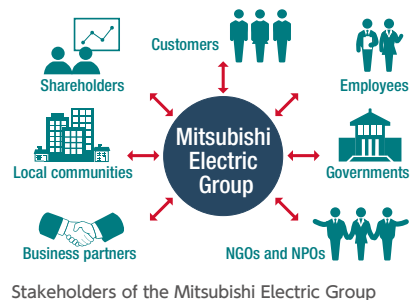 Customers
Shareholders
Employees
Mitsubishi
Electric
Group
Local communities
Governments
Business partners
NGOs and NPOs
Stakeholders of the Mitsubishi Electric Group